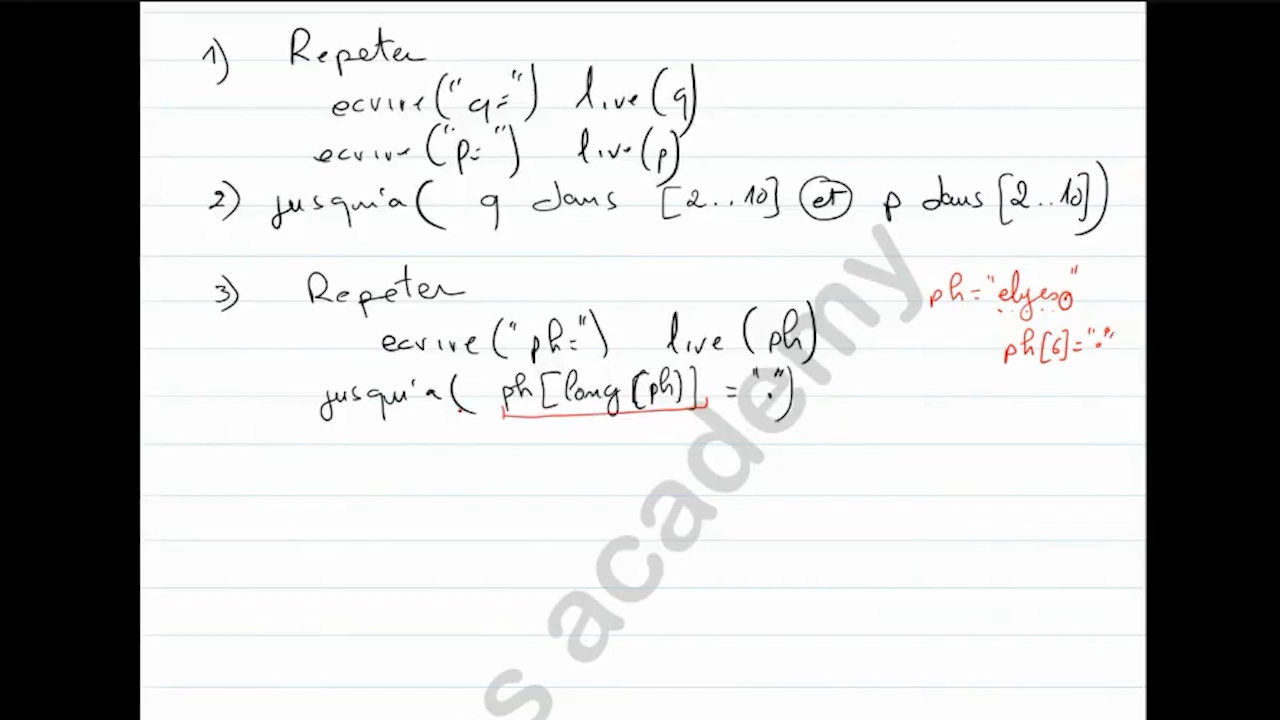 1) Repeter
ecrire("q=") lire(q)
ecrire("p=") lire(p)
2) jusqu'a( q dans [2..10] et p dans [2..10])
3) Repeter
ecrire("ph=") lire(ph)
jusqu'a( ph[long(ph)] = ".")
ph="elyes."
ph[6]="."
s academy